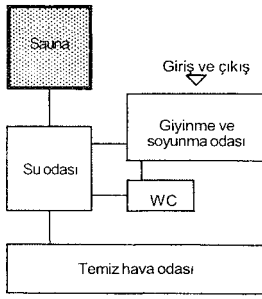 Sauna
Giriş ve çıkış
Giyinme ve
soyunma odası
Su odası
WC
Temiz hava odası